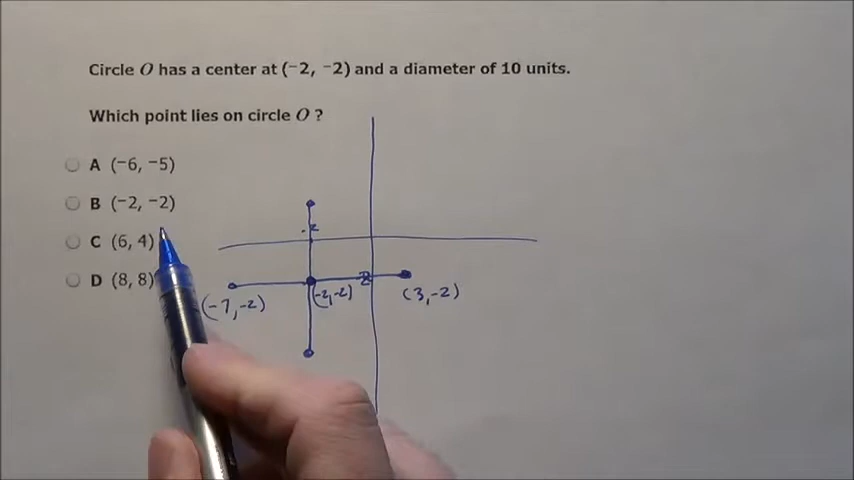 Circle O has a center at (−2, −2) and a diameter of 10 units.
Which point lies on circle O ?
A (−6, −5)
B (−2, −2)
C (6, 4)
D (8, 8)
-2
(-7,-2)
(-2,-2)
(3,-2)